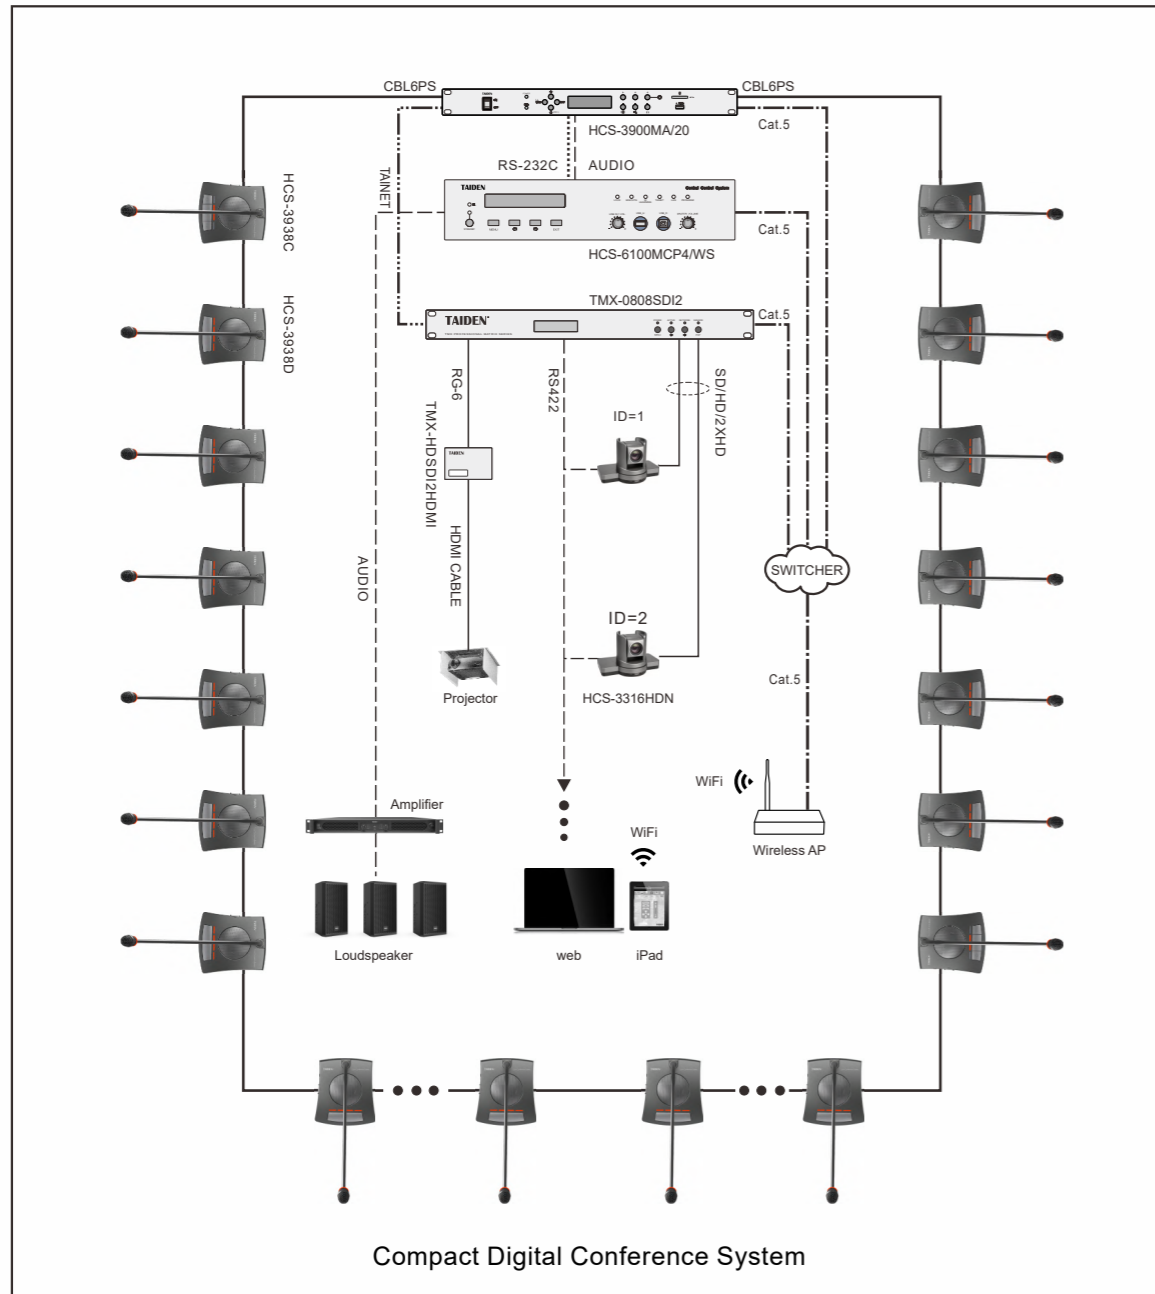 CBL6PS
CBL6PS
HCS-3900MA/20
Cat.5
RS-232C
AUDIO
TAINET
TAIDEN
HCS-6100MCP4/WS
Cat.5
HCS-3938C
HCS-3938D
TMX-0808SDI2
TAIDEN
Cat.5
RG-6
RS422
SD/HD/2XHD
ID=1
TMX-HDSDI2HDMI
TAIDEN
HDMI CABLE
AUDIO
SWITCHER
ID=2
Projector
HCS-3316HDN
Cat.5
WiFi
Amplifier
WiFi
Wireless AP
Loudspeaker
web
iPad
Compact Digital Conference System